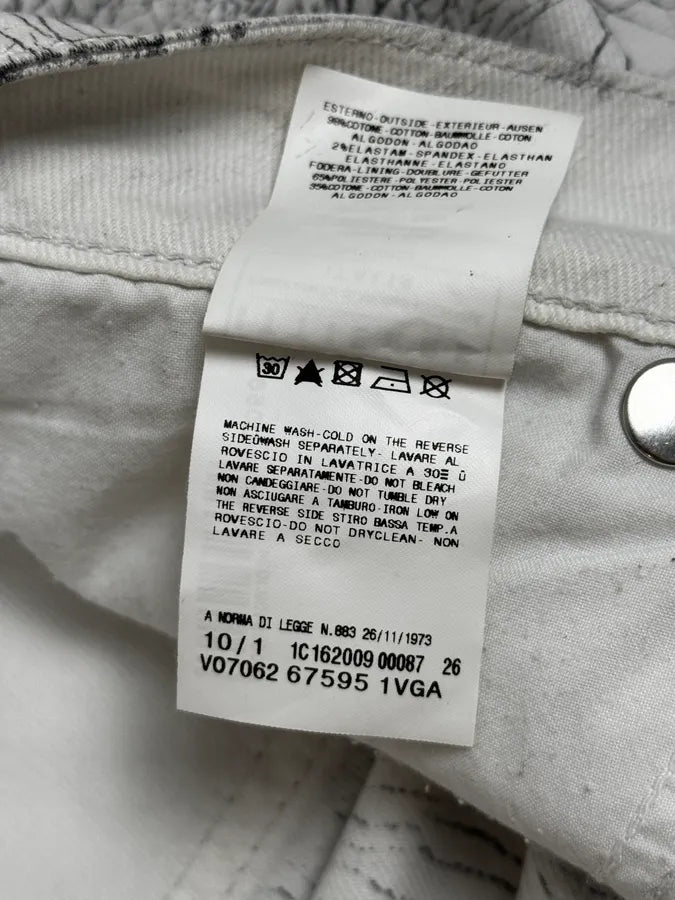 ESTERNO-OUTSIDE-EXTERIEUR-AUSEN
98%COTONE-COTTON-BAUMWOLLE-COTON
ALGODON-ALGODAO
2%ELASTAM-SPANDEX-ELASTHAN
ELASTHANNE-ELASTANO
FODERA-LINING-DOUBLURE-GEFUTTER
65%POLIESTERE-POLYESTER-POLIESTER
35%COTONE-COTTON-BAUMWOLLE-COTON
ALGODON-ALGODAO
30
MACHINE WASH-COLD ON THE REVERSE
SIDEÛWASH SEPARATELY- LAVARE AL
ROVESCIO IN LAVATRICE A 30Ξ Û
LAVARE SEPARATAMENTE-DO NOT BLEACH
NON CANDEGGIARE-DO NOT TUMBLE DRY
NON ASCIUGARE A TAMBURO-IRON LOW ON
THE REVERSE SIDE STIRO BASSA TEMP.A
ROVESCIO-DO NOT DRYCLEAN- NON
LAVARE A SECCO
A NORMA DI LEGGE N.883 26/11/1973
10/1 1C162009 00087 26
V07062 67595 1VGA